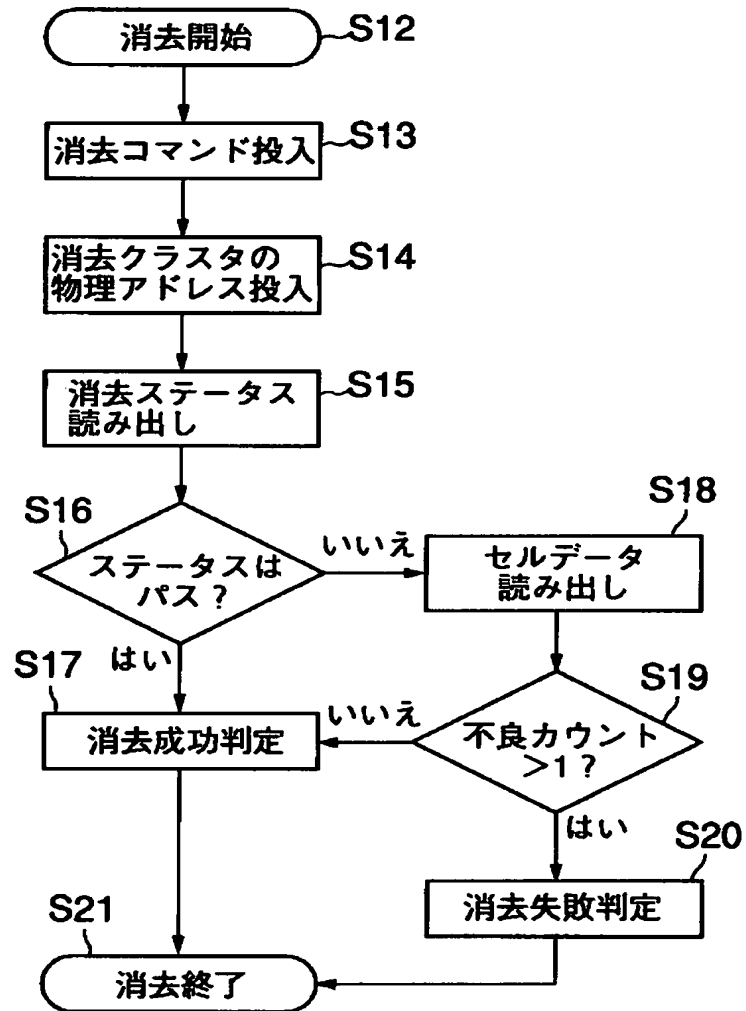 消去開始
S12
消去コマンド投入
S13
消去クラスタの
物理アドレス投入
S14
消去ステータス
読み出し
S15
S16
ステータスは
パス？
いいえ
はい
S18
セルデータ
読み出し
S17
消去成功判定
いいえ
S19
不良カウント
>1？
はい
S20
消去失敗判定
S21
消去終了